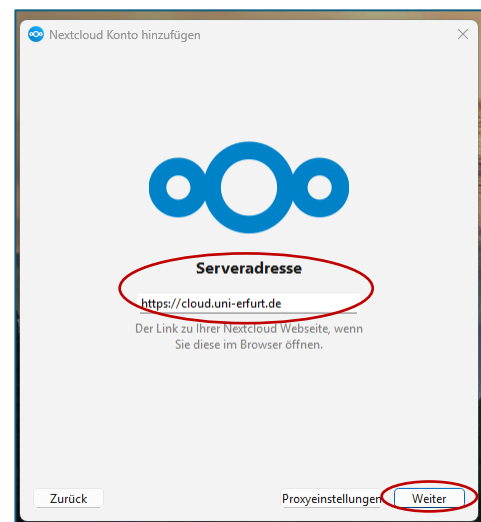 Nextcloud Konto hinzufügen
Serveradresse
https://cloud.uni-erfurt.de
Der Link zu Ihrer Nextcloud Webseite, wenn
Sie diese im Browser öffnen.
Zurück Proxyeinstellungen Weiter